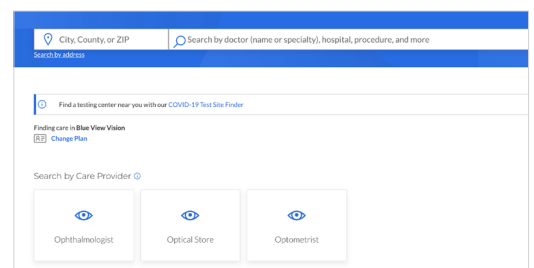 City, County, or ZIP
Search by doctor (name or specialty), hospital, procedure, and more
Search by address
Find a testing center near you with our COVID-19 Test Site Finder
Finding care in Blue View Vision
Change Plan
Search by Care Provider
Ophthalmologist
Optical Store
Optometrist